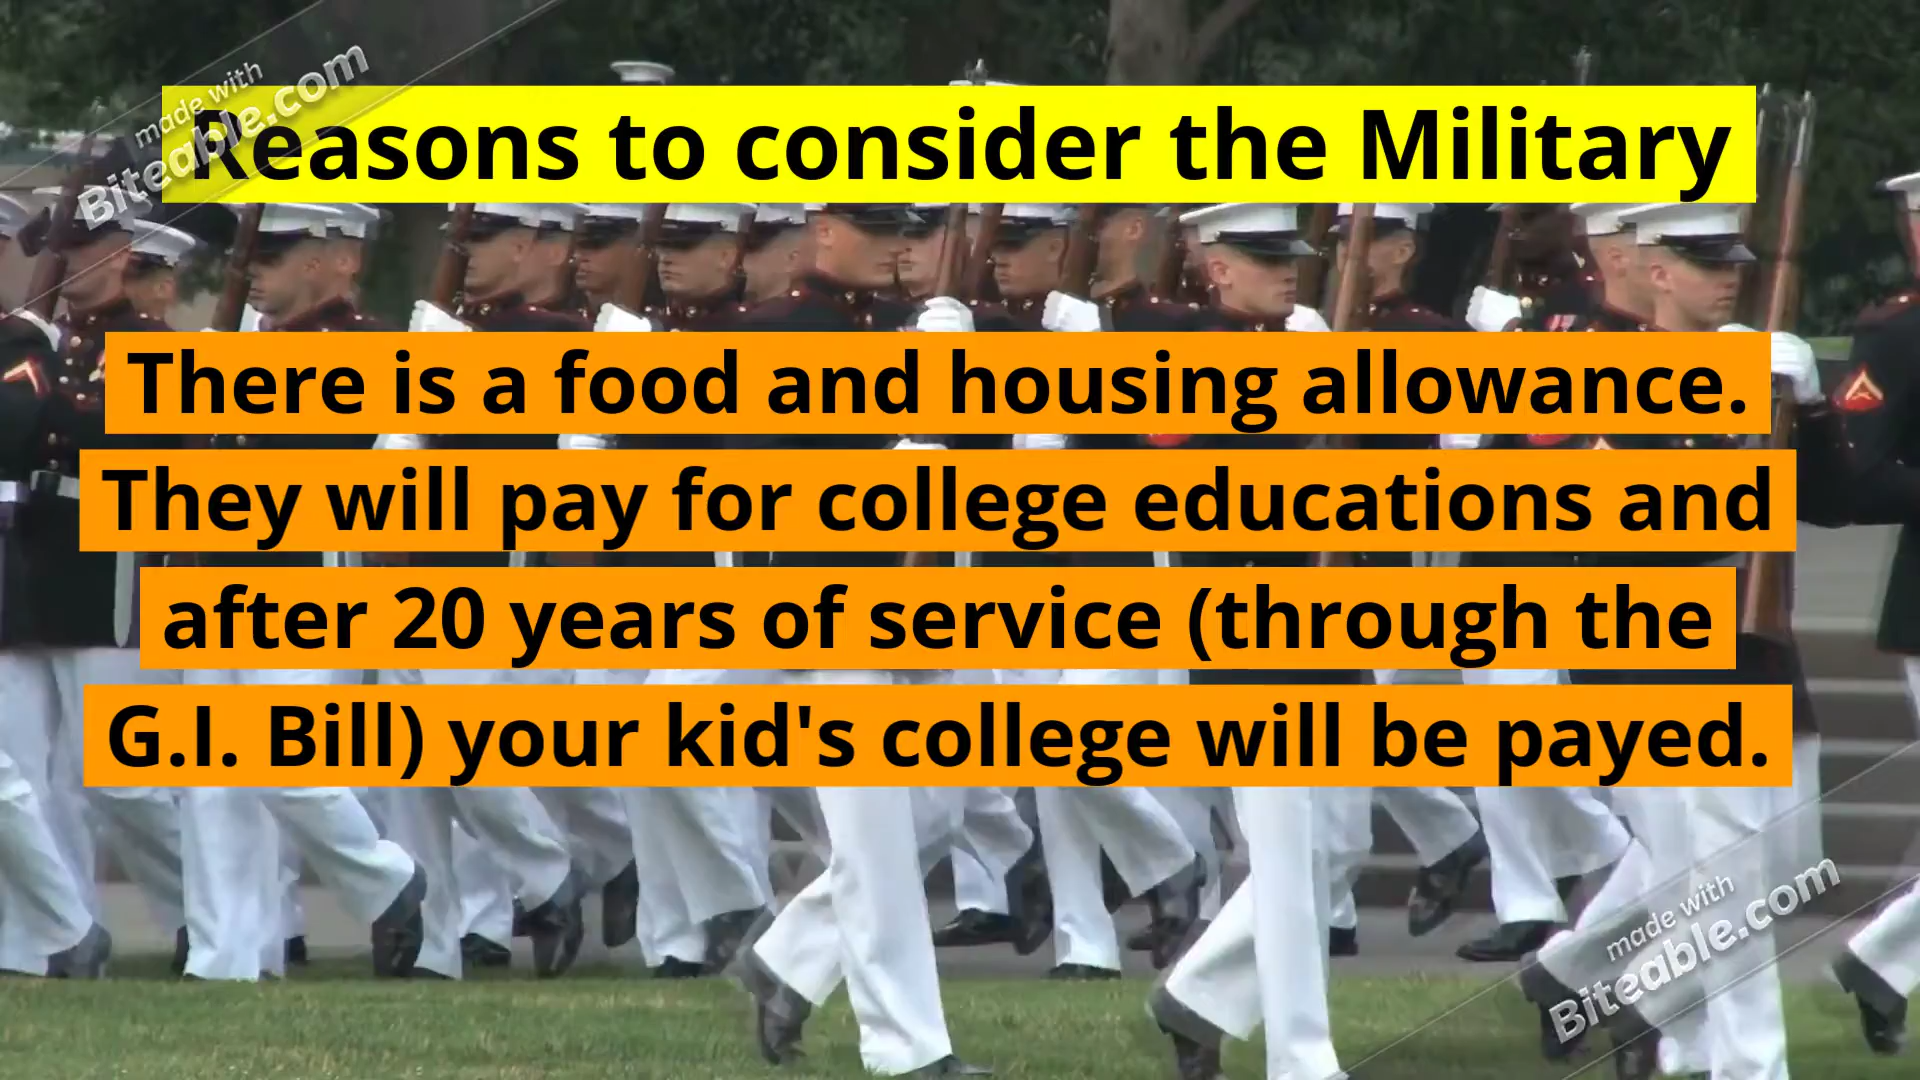 made with
Biteable.com
Reasons to consider the Military
There is a food and housing allowance.
They will pay for college educations and
after 20 years of service (through the
G.I. Bill) your kid's college will be payed.
made with
Biteable.com